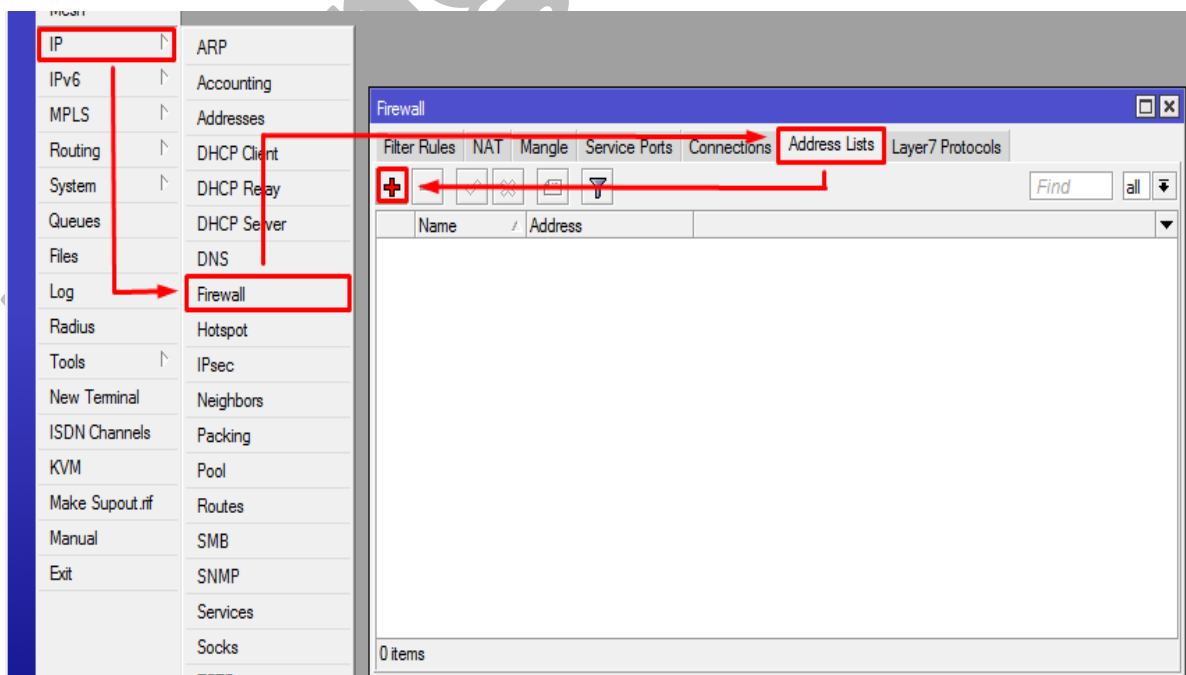 Mesh
IP
IPv6
MPLS
Routing
System
Queues
Files
Log
Radius
Tools
New Terminal
ISDN Channels
KVM
Make Supout.rif
Manual
Exit
ARP
Accounting
Addresses
DHCP Client
DHCP Relay
DHCP Server
DNS
Firewall
Hotspot
IPsec
Neighbors
Packing
Pool
Routes
SMB
SNMP
Services
Socks
Firewall
Filter Rules NAT Mangle Service Ports Connections Address Lists Layer7 Protocols
Find all
Name Address
0 items